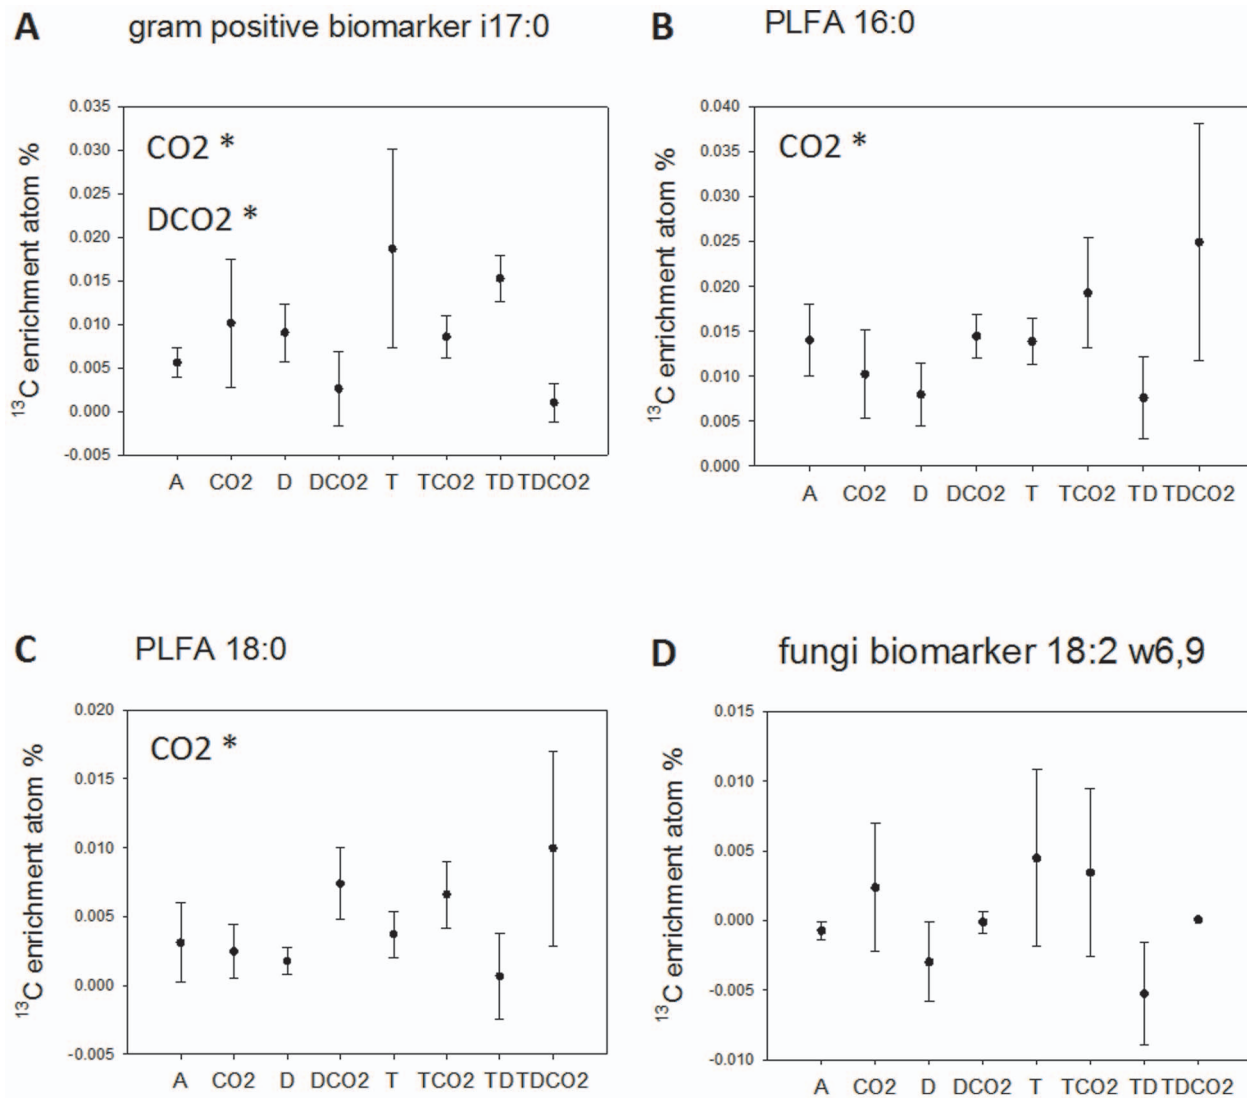 A gram positive biomarker i17:0
¹³C enrichment atom %
0.035
0.030
0.025
0.020
0.015
0.010
0.005
0.000
-0.005
CO2 *
DCO2 *
A CO2 D DCO2 T TCO2 TD TDCO2
B PLFA 16:0
¹³C enrichment atom %
0.040
0.035
0.030
0.025
0.020
0.015
0.010
0.005
0.000
CO2 *
A CO2 D DCO2 T TCO2 TD TDCO2
C PLFA 18:0
¹³C enrichment atom %
0.020
0.015
0.010
0.005
0.000
-0.005
CO2 *
A CO2 D DCO2 T TCO2 TD TDCO2
D fungi biomarker 18:2 w6,9
¹³C enrichment atom %
0.015
0.010
0.005
0.000
-0.005
-0.010
A CO2 D DCO2 T TCO2 TD TDCO2